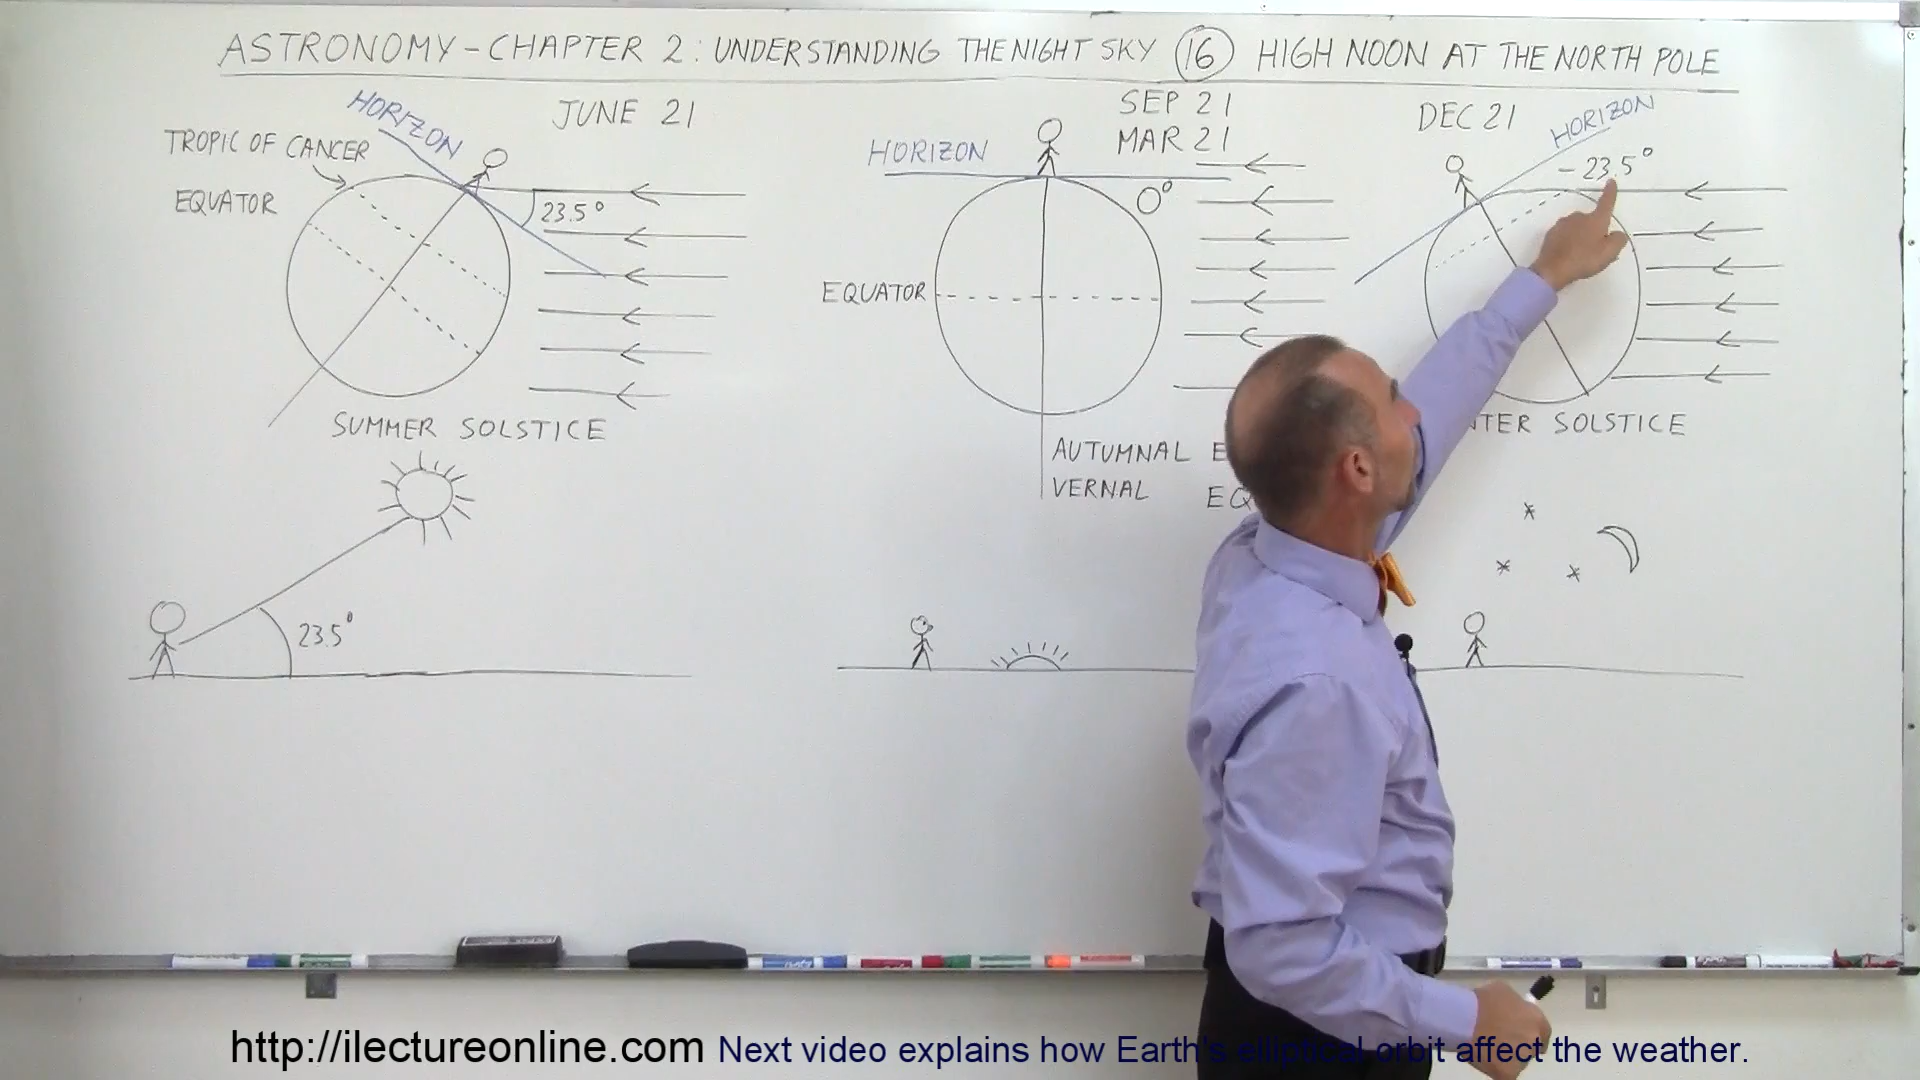 ASTRONOMY - CHAPTER 2: UNDERSTANDING THE NIGHT SKY (16) HIGH NOON AT THE NORTH POLE
HORIZON
JUNE 21
TROPIC OF CANCER
EQUATOR
23.5°
SUMMER SOLSTICE
23.5°
SEP 21
MAR 21
HORIZON
0°
EQUATOR
AUTUMNAL E
VERNAL EQ
DEC 21
HORIZON
-23.5°
NTER SOLSTICE
http://ilectureonline.com Next video explains how Earth's elliptical orbit affect the weather.